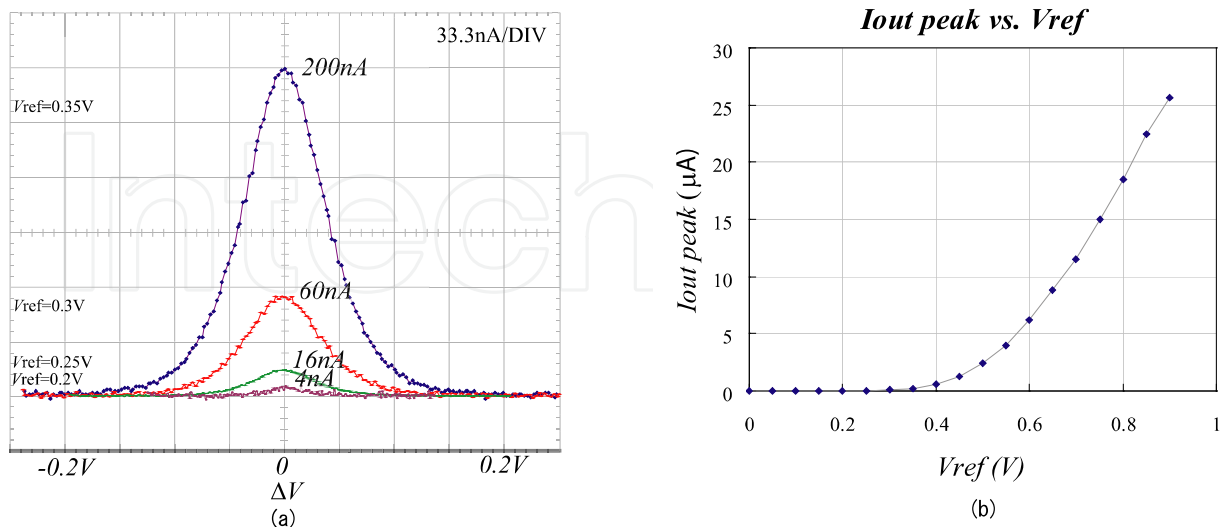 33.3nA/DIV
200nA
Vref=0.35V
60nA
Vref=0.3V
16nA
Vref=0.25V
4nA
Vref=0.2V
-0.2V 0 0.2V
ΔV
(a)
Intech
Iout peak vs. Vref
30
25
20
15
10
5
0
Iout peak (μA)
0 0.2 0.4 0.6 0.8 1
Vref (V)
(b)